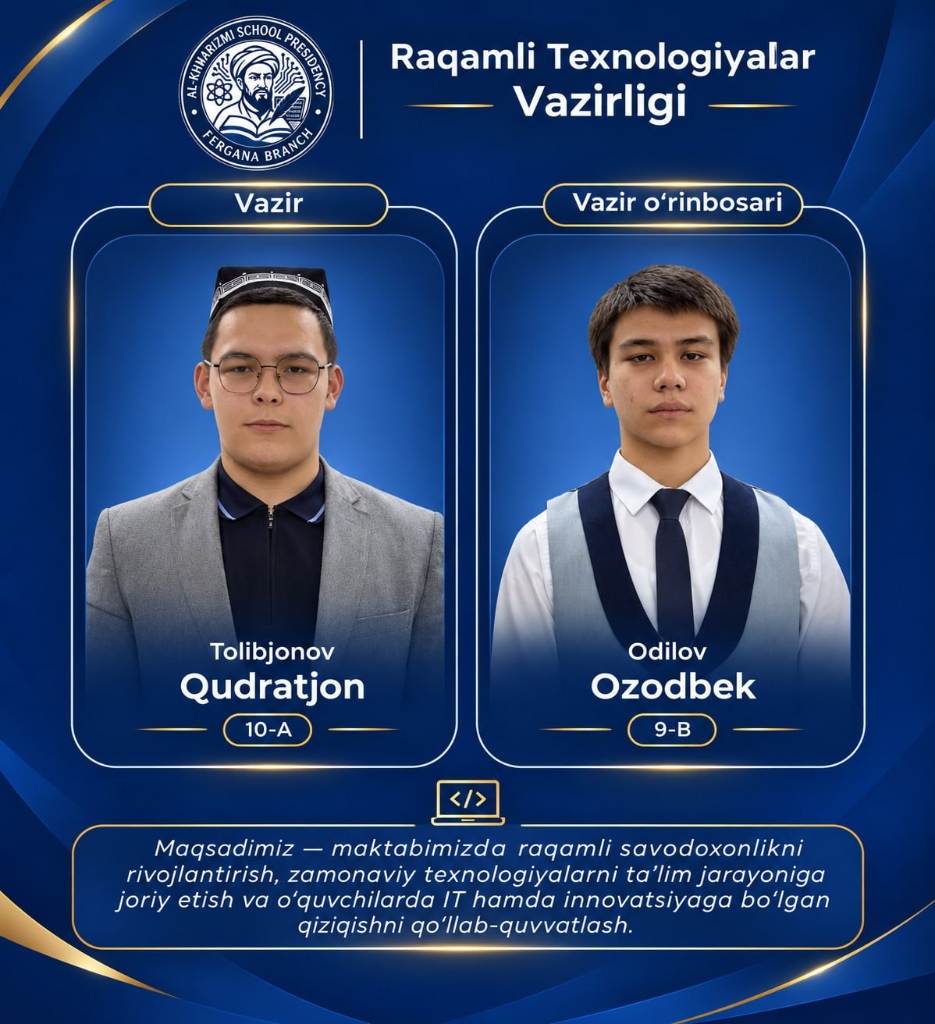 AL-KHWARIZMI SCHOOL PRESIDENCY
FERGANA BRANCH
Raqamli Texnologiyalar
Vazirligi
Vazir
Tolibjonov
Qudratjon
10-A
Vazir o‘rinbosari
Odilov
Ozodbek
9-B
</>
Maqsadimiz — maktabimizda raqamli savodoxonlikni
rivojlantirish, zamonaviy texnologiyalarni ta’lim jarayoniga
joriy etish va o‘quvchilarda IT hamda innovatsiyaga bo‘lgan
qiziqishni qo‘llab-quvvatlash.